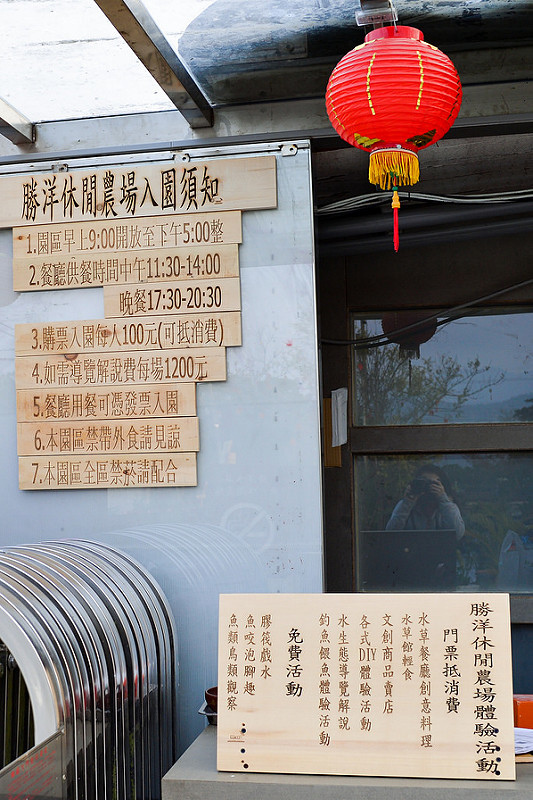 勝洋休閒農場入園須知
1.園區早上9:00開放至下午5:00整
2.餐廳供餐時間中午11:30-14:00
晚餐17:30-20:30
3.購票入園每人100元(可抵消費)
4.如需導覽解說費每場1200元
5.餐廳用餐可憑發票入園
6.本園區禁帶外食請見諒
7.本園區全區禁菸請配合
勝洋休閒農場體驗活動
門票抵消費
水草餐廳創意料理
水草館輕食
文創商品賣店
各式DIY體驗活動
水生態導覽解說
釣魚餵魚體驗活動
免費活動
膠筏戲水
魚咬泡腳趣
魚類鳥類觀察